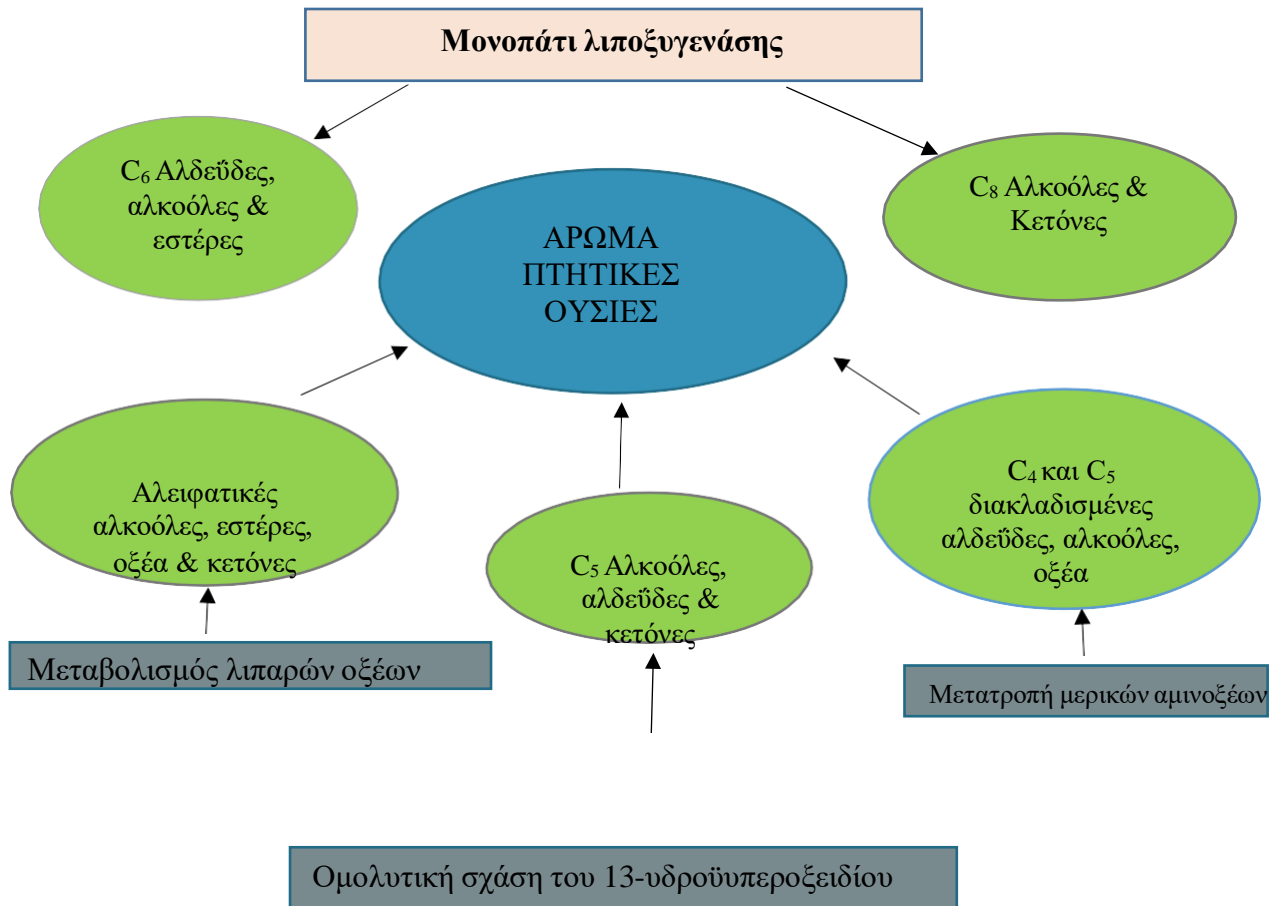 Μονοπάτι λιποξυγενάσης
C₆ Αλδεΰδες,
αλκοόλες &
εστέρες
C₈ Αλκοόλες &
Κετόνες
ΑΡΩΜΑ
ΠΤΗΤΙΚΕΣ
ΟΥΣΙΕΣ
Αλειφατικές
αλκοόλες, εστέρες,
οξέα & κετόνες
C₅ Αλκοόλες,
αλδεΰδες &
κετόνες
C₄ και C₅
διακλαδισμένες
αλδεΰδες, αλκοόλες,
οξέα
Μεταβολισμός λιπαρών οξέων
Μετατροπή μερικών αμινοξέων
Ομολυτική σχάση του 13-υδροϋυπεροξειδίου